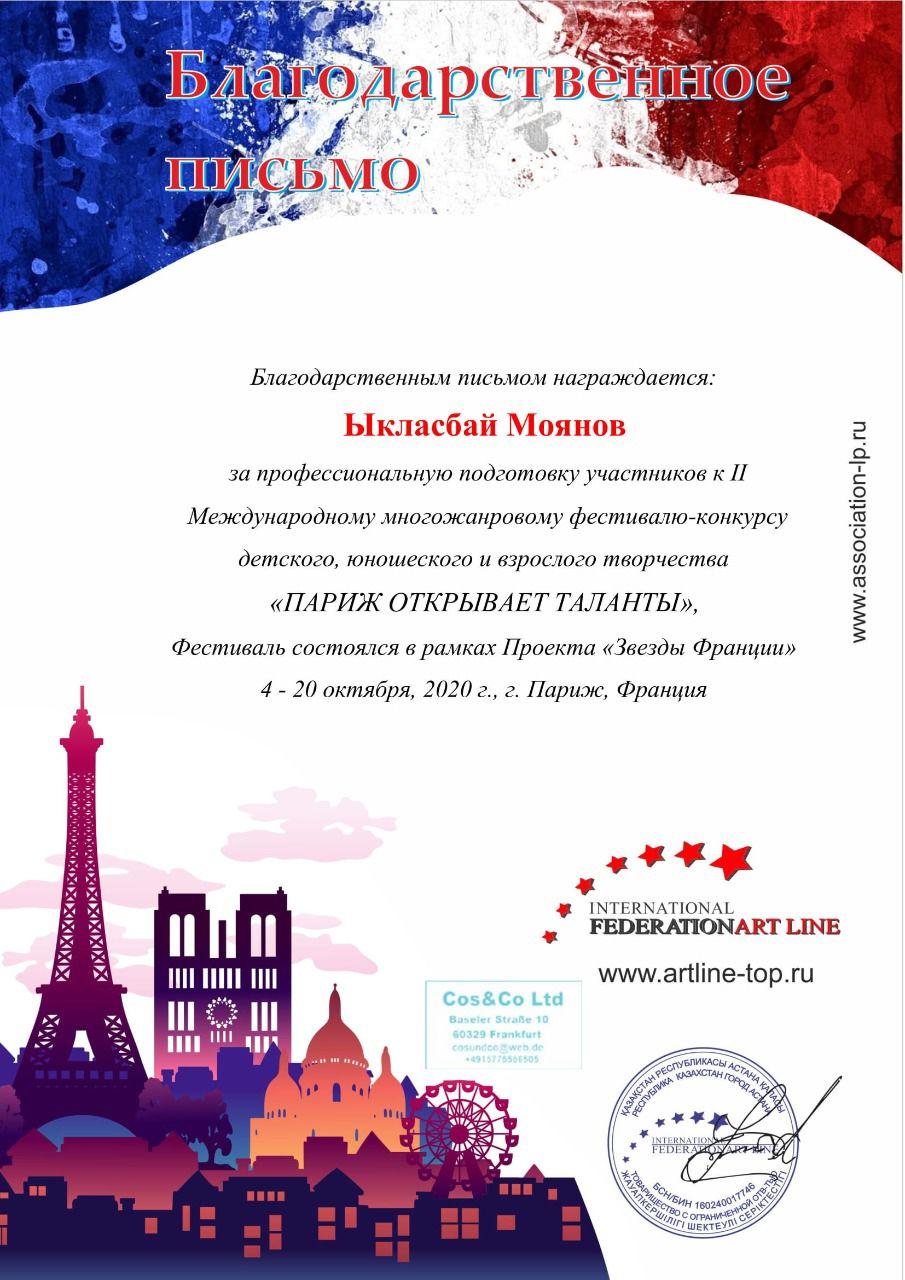 Благодарственное
письмо
Благодарственным письмом награждается:
Ыкласбай Моянов
за профессиональную подготовку участников к II
Международному многожанровому фестивалю-конкурсу
детского, юношеского и взрослого творчества
«ПАРИЖ ОТКРЫВАЕТ ТАЛАНТЫ»,
Фестиваль состоялся в рамках Проекта «Звезды Франции»
4 - 20 октября, 2020 г., г. Париж, Франция
www.association-lp.ru
INTERNATIONAL
FEDERATIONART LINE
www.artline-top.ru
Cos&Co Ltd
Baseler Straße 10
60329 Frankfurt
cosundco@web.de
+4915775566505
ҚАЗАҚСТАН РЕСПУБЛИКАСЫ АСТАНА ҚАЛАСЫ
РЕСПУБЛИКА КАЗАХСТАН ГОРОД АСТАНА
INTERNATIONAL
FEDERATIONART LINE
БСН/БИН 160240017746
ТОВАРИЩЕСТВО С ОГРАНИЧЕННОЙ ОТВ-ТЬЮ
ЖАУАПКЕРШІЛІГІ ШЕКТЕУЛІ СЕРІКТЕСТІГІ